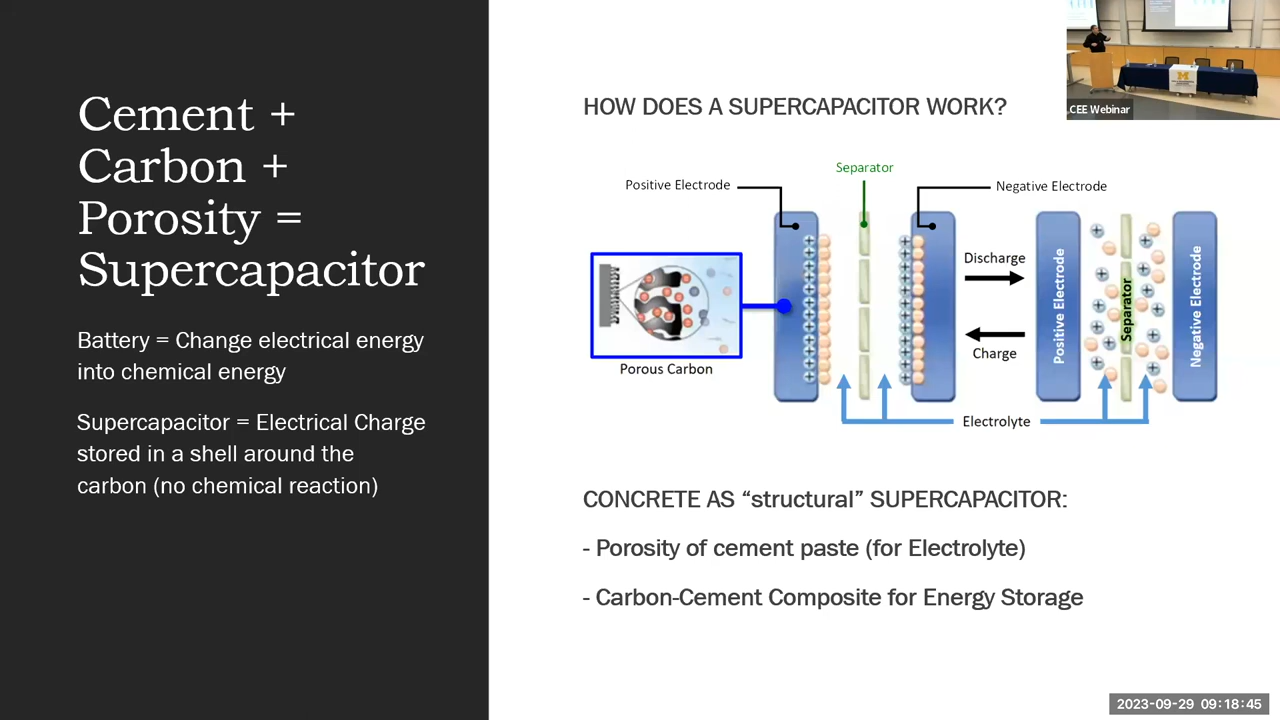 Cement +
Carbon +
Porosity =
Supercapacitor
Battery = Change electrical energy
into chemical energy
Supercapacitor = Electrical Charge
stored in a shell around the
carbon (no chemical reaction)
HOW DOES A SUPERCAPACITOR WORK?
Separator
Positive Electrode
Negative Electrode
Porous Carbon
Discharge
Charge
Positive Electrode
Separator
Negative Electrode
Electrolyte
CONCRETE AS “structural” SUPERCAPACITOR:
- Porosity of cement paste (for Electrolyte)
- Carbon-Cement Composite for Energy Storage
M
CEE Webinar
2023-09-29 09:18:45